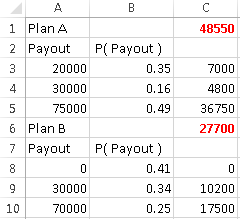 A B C
1 Plan A 48550
2 Payout P( Payout )
3 20000 0.35 7000
4 30000 0.16 4800
5 75000 0.49 36750
6 Plan B 27700
7 Payout P( Payout )
8 0 0.41 0
9 30000 0.34 10200
10 70000 0.25 17500